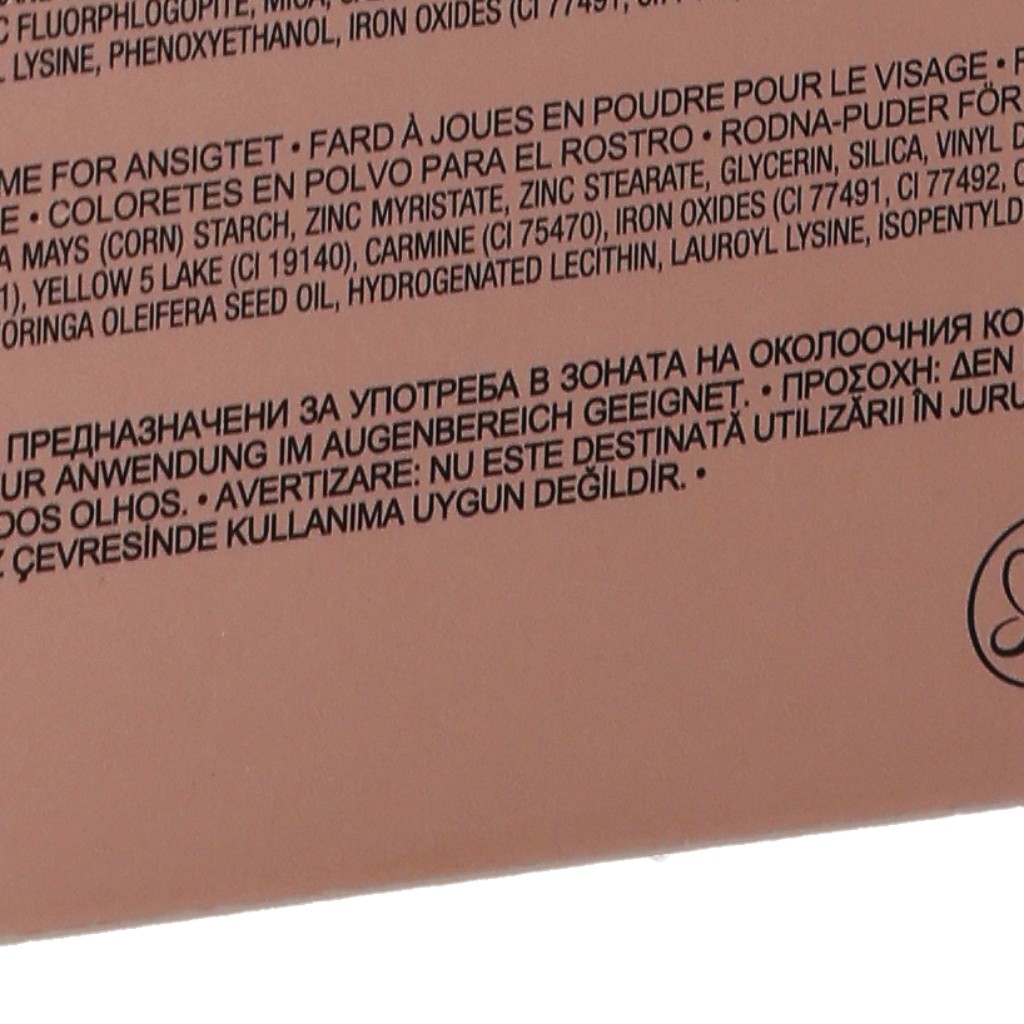 FLUORPHLOGOPITE, MICA,
LYSINE, PHENOXYETHANOL, IRON OXIDES (CI 77491,
ME FOR ANSIGTET • FARD À JOUES EN POUDRE POUR LE VISAGE •
E • COLORETES EN POLVO PARA EL ROSTRO • RODNA-PUDER FÖR
A MAYS (CORN) STARCH, ZINC MYRISTATE, ZINC STEARATE, GLYCERIN, SILICA, VINYL D
1), YELLOW 5 LAKE (CI 19140), CARMINE (CI 75470), IRON OXIDES (CI 77491, CI 77492, C
ORINGA OLEIFERA SEED OIL, HYDROGENATED LECITHIN, LAUROYL LYSINE, ISOPENTYLD
ПРЕДНАЗНАЧЕНИ ЗА УПОТРЕБА В ЗОНАТА НА ОКОЛООЧНИЯ КО
UR ANWENDUNG IM AUGENBEREICH GEEIGNET. • ΠΡΟΣΟΧΗ: ΔΕΝ
DOS OLHOS. • AVERTIZARE: NU ESTE DESTINATĂ UTILIZĂRII ÎN JURU
Z ÇEVRESİNDE KULLANIMA UYGUN DEĞİLDİR. •